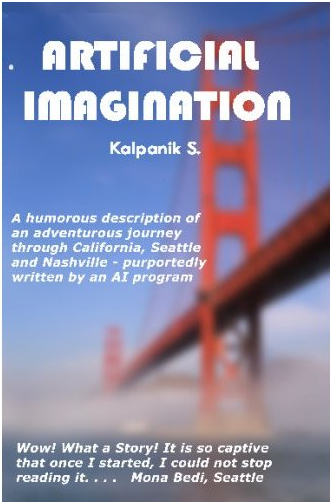 ARTIFICIAL
IMAGINATION
Kalpanik S.
A humorous description of
an adventurous journey
through California, Seattle
and Nashville - purportedly
written by an AI program
Wow! What a Story! It is so captive
that once I started, I could not stop
reading it. . . .   Mona Bedi, Seattle